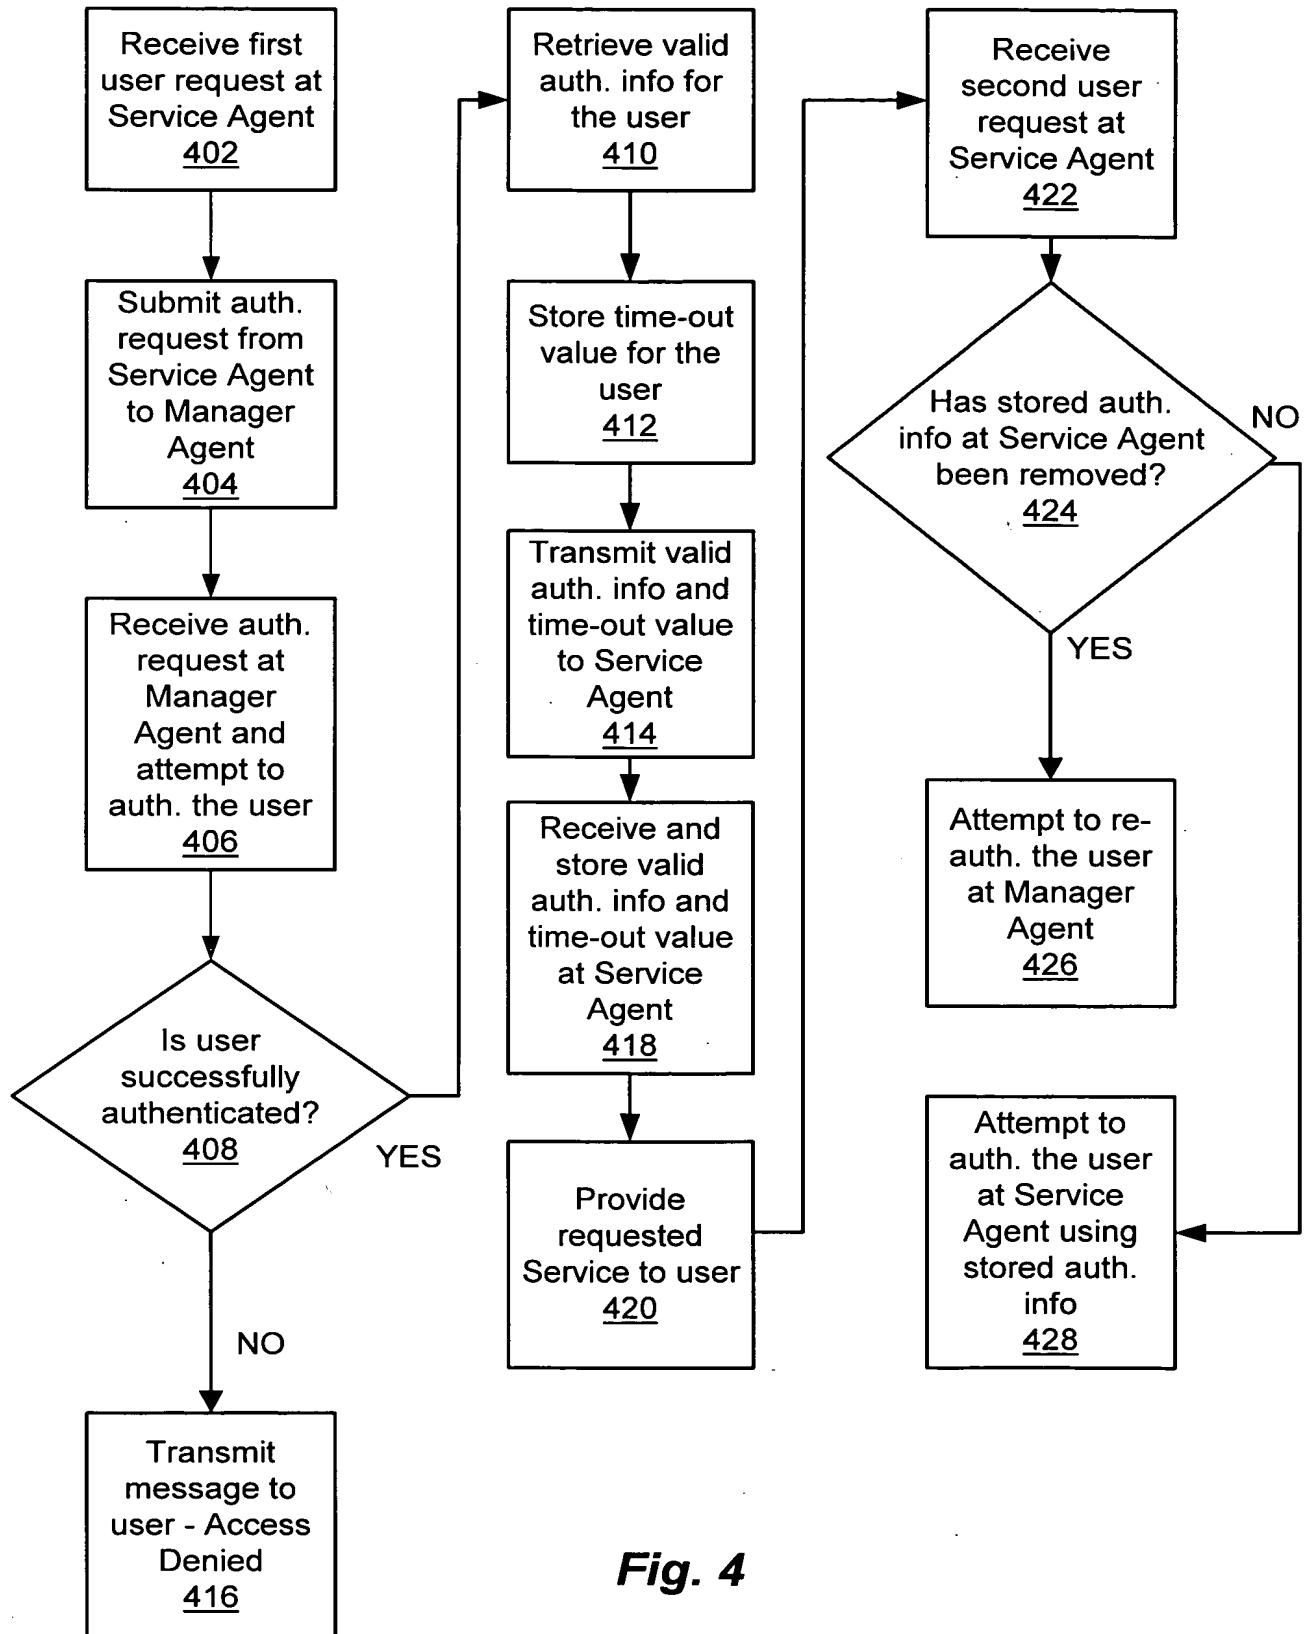 Receive first
user request at
Service Agent
402
Submit auth.
request from
Service Agent
to Manager
Agent
404
Receive auth.
request at
Manager
Agent and
attempt to
auth. the user
406
Is user
successfully
authenticated?
408
YES
NO
Transmit
message to
user - Access
Denied
416
Retrieve valid
auth. info for
the user
410
Store time-out
value for the
user
412
Transmit valid
auth. info and
time-out value
to Service
Agent
414
Receive and
store valid
auth. info and
time-out value
at Service
Agent
418
Provide
requested
Service to user
420
Receive
second user
request at
Service Agent
422
Has stored auth.
info at Service Agent
been removed?
424
NO
YES
Attempt to re-
auth. the user
at Manager
Agent
426
Attempt to
auth. the user
at Service
Agent using
stored auth.
info
428
Fig. 4